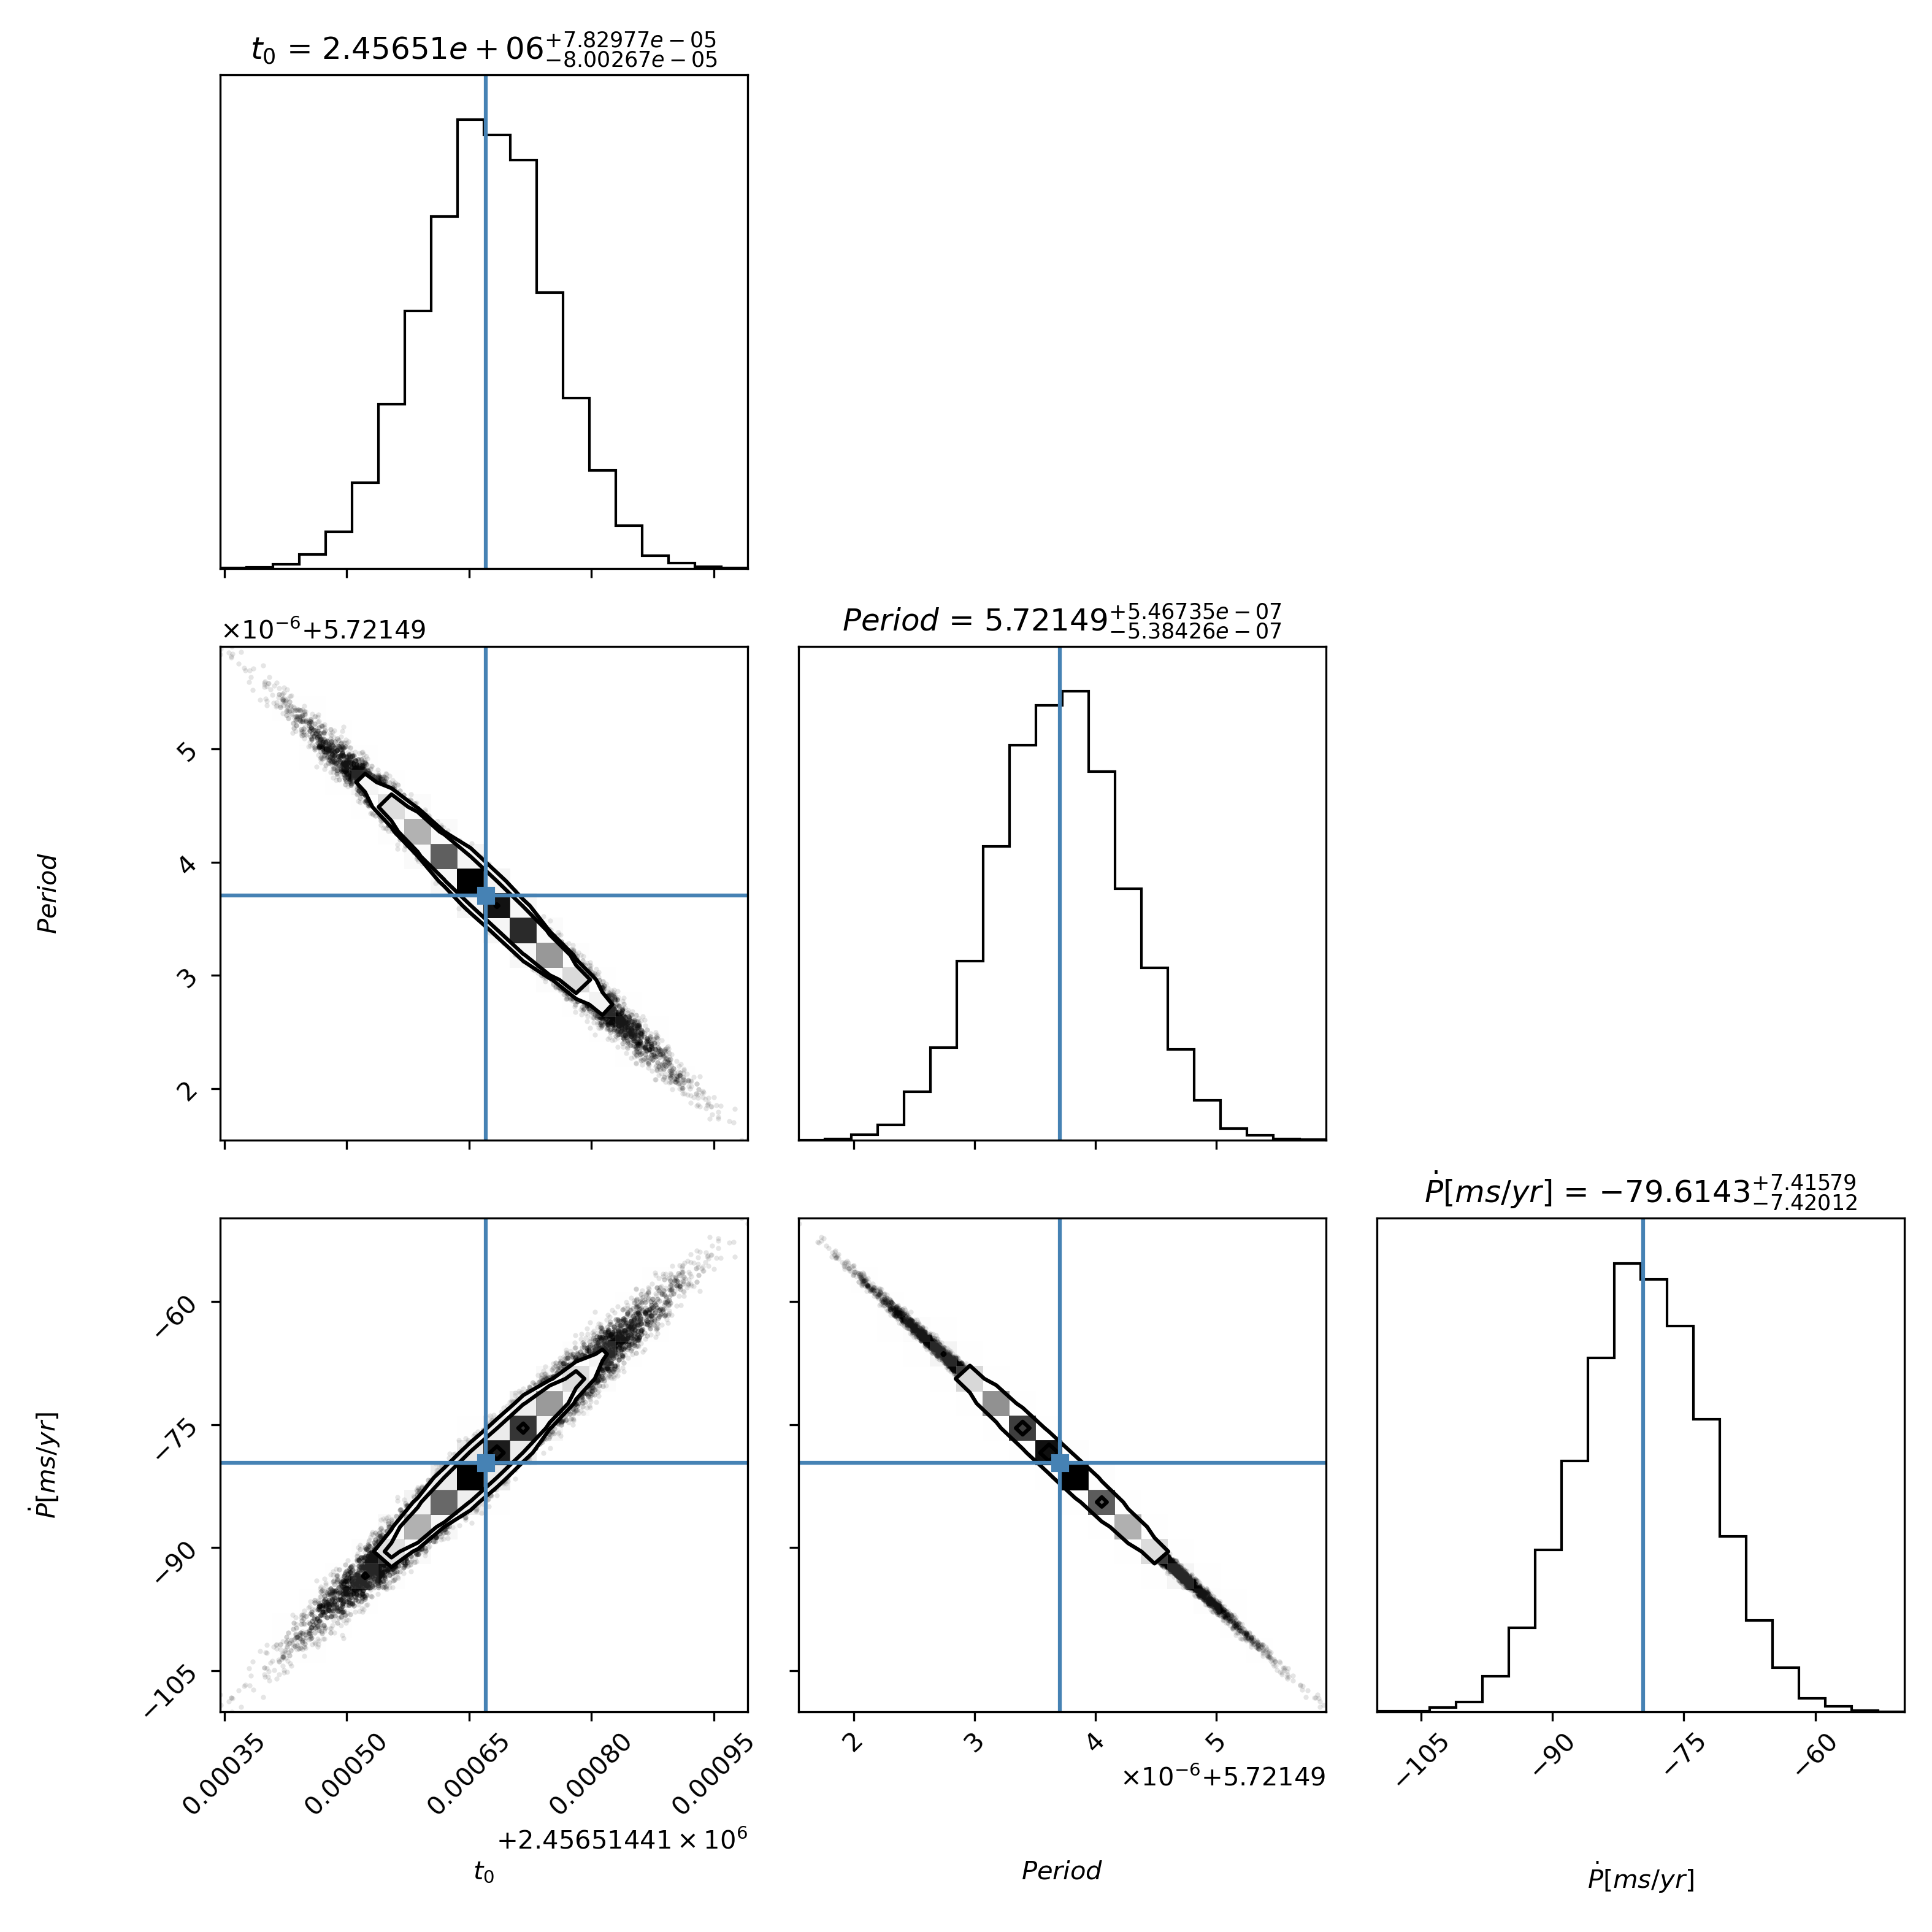 t₀ = 2.45651e + 06 +7.82977e − 05 −8.00267e − 05
×10⁻⁶+5.72149
Period = 5.72149 +5.46735e − 07 −5.38426e − 07
5
4
3
2
Period
Ṗ[ms/yr] = −79.6143 +7.41579 −7.42012
−60
−75
−90
−105
Ṗ[ms/yr]
0.00035 0.00050 0.00065 0.00080 0.00095
2 3 4 5
−105 −90 −75 −60
×10⁻⁶+5.72149
+2.45651441 × 10⁶
t₀ Period Ṗ[ms/yr]